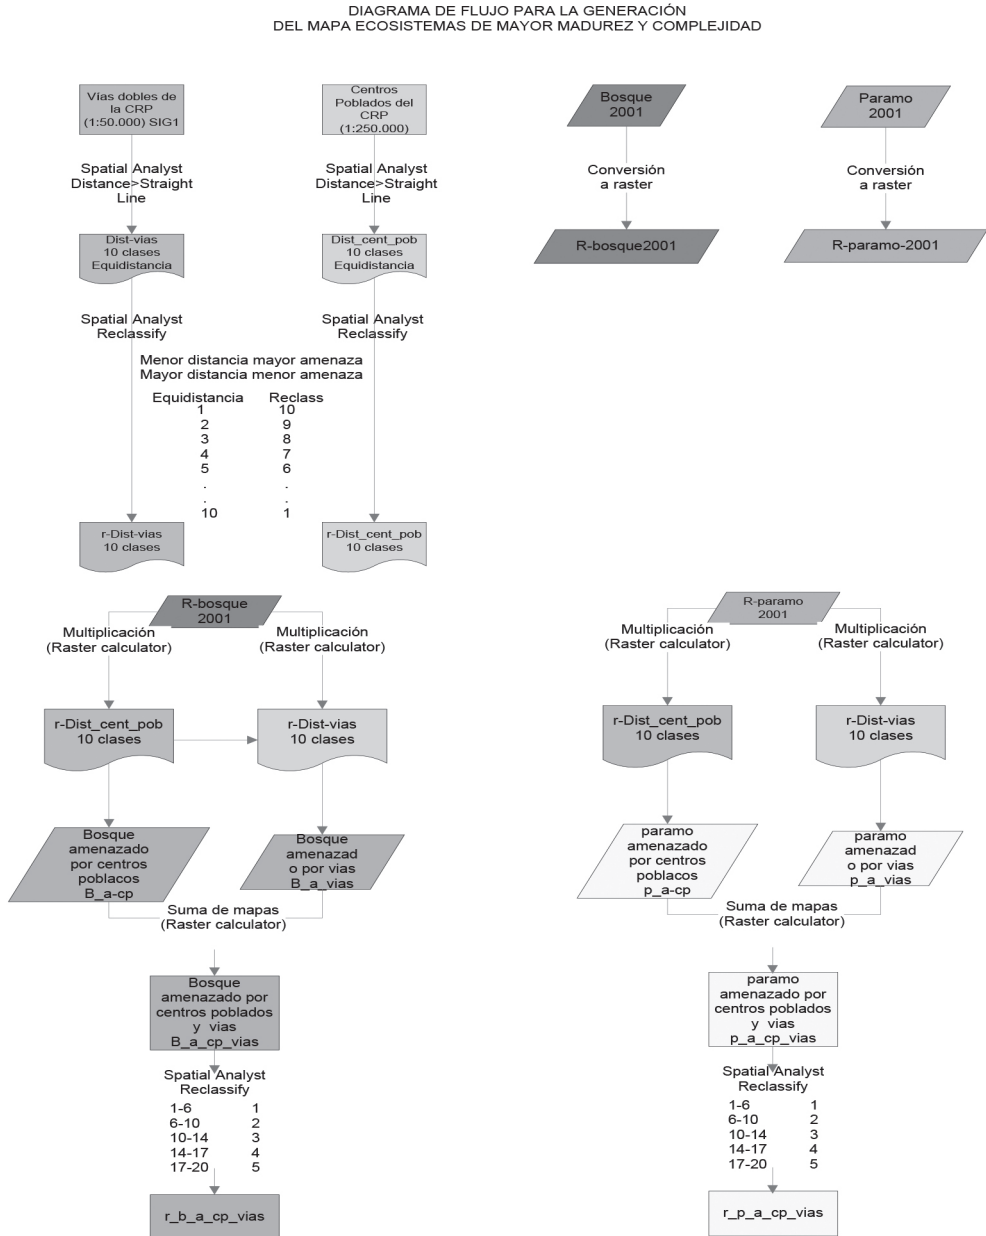 DIAGRAMA DE FLUJO PARA LA GENERACIÓN
DEL MAPA ECOSISTEMAS DE MAYOR MADUREZ Y COMPLEJIDAD
Vias dobles de
la CRP
(1:50.000) SIG1
Centros
Poblados del
CRP
(1:250.000)
Bosque
2001
Paramo
2001
Spatial Analyst
Distance>Straight
Line
Spatial Analyst
Distance>Straight
Line
Conversión
a raster
Conversión
a raster
Dist-vias
10 clases
Equidistancia
Dist_cent_pob
10 clases
Equidistancia
R-bosque2001
R-paramo-2001
Spatial Analyst
Reclassify
Spatial Analyst
Reclassify
Menor distancia mayor amenaza
Mayor distancia menor amenaza
Equidistancia Reclass
1 10
2 9
3 8
4 7
5 6
. .
. .
10 1
r-Dist-vias
10 clases
r-Dist_cent_pob
10 clases
R-bosque
2001
Multiplicación
(Raster calculator)
Multiplicación
(Raster calculator)
r-Dist_cent_pob
10 clases
r-Dist-vias
10 clases
Bosque
amenazado
por centros
poblacos
B_a-cp
Bosque
amenazad
o por vias
B_a_vias
Suma de mapas
(Raster calculator)
Bosque
amenazado por
centros poblados
y vias
B_a_cp_vias
Spatial Analyst
Reclassify
1-6 1
6-10 2
10-14 3
14-17 4
17-20 5
r_b_a_cp_vias
R-paramo
2001
Multiplicación
(Raster calculator)
Multiplicación
(Raster calculator)
r-Dist_cent_pob
10 clases
r-Dist-vias
10 clases
paramo
amenazado
por centros
poblacos
p_a-cp
paramo
amenazad
o por vias
p_a_vias
Suma de mapas
(Raster calculator)
paramo
amenazado por
centros poblados
y vias
p_a_cp_vias
Spatial Analyst
Reclassify
1-6 1
6-10 2
10-14 3
14-17 4
17-20 5
r_p_a_cp_vias